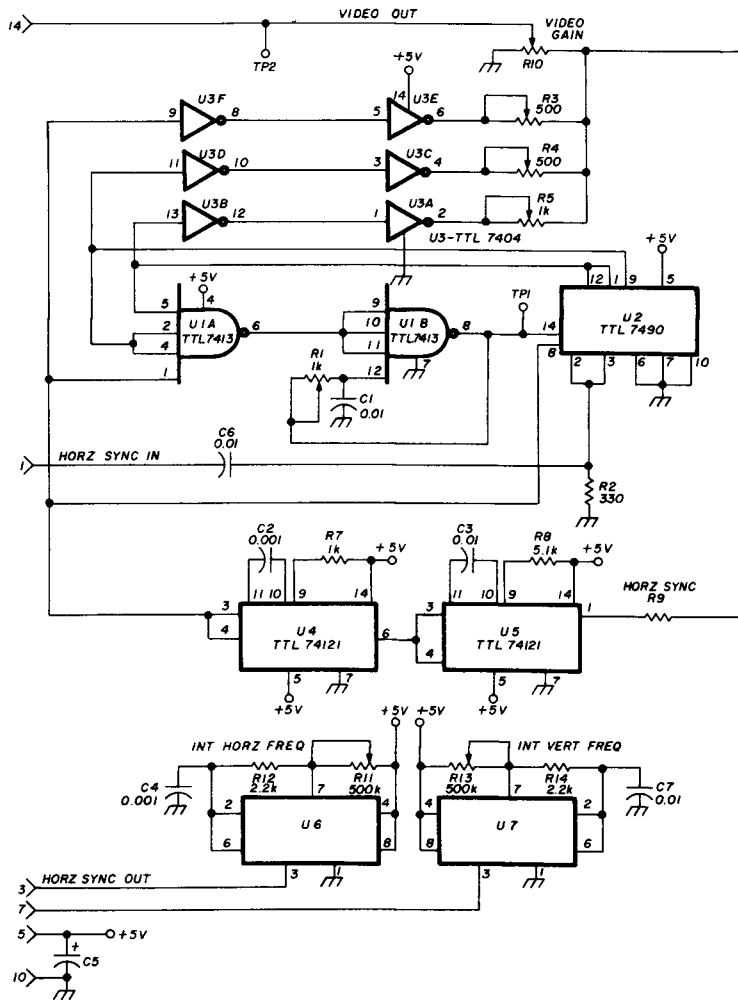 14 VIDEO OUT VIDEO
GAIN
TP2 R10
+5V
9 U3F 8 5 14 U3E 6 R3
500
11 U3D 10 3 U3C 4 R4
500
13 U3B 12 1 U3A 2 R5
1k
U3-TTL 7404
+5V
12 1 9 5
+5V
4
5 2 4 1 U1A
TTL7413 6
9 10 11 12 U1B
TTL7413 8
7
TP1
14 8 U2
TTL 7490
2 3 6 7 10
R1
1k
C1
0.01
C6
0.01
1 HORZ SYNC IN
R2
330
C2
0.001
R7
1k
+5V
C3
0.01
R8
5.1k
+5V
HORZ SYNC
R9
11 10 9 14
11 10 9 14
3 4 U4
TTL 74121 6
3 4 U5
TTL 74121 1
5 7
5 7
+5V
+5V
+5V +5V
INT HORZ FREQ
INT VERT FREQ
C4
0.001
R12
2.2k
R11
500k
R13
500k
R14
2.2k
C7
0.01
7
7
2 6 U6 4 8
4 8 U7 2 6
3 1
3 1
3 HORZ SYNC OUT
7
5 +5V
+
C5
10